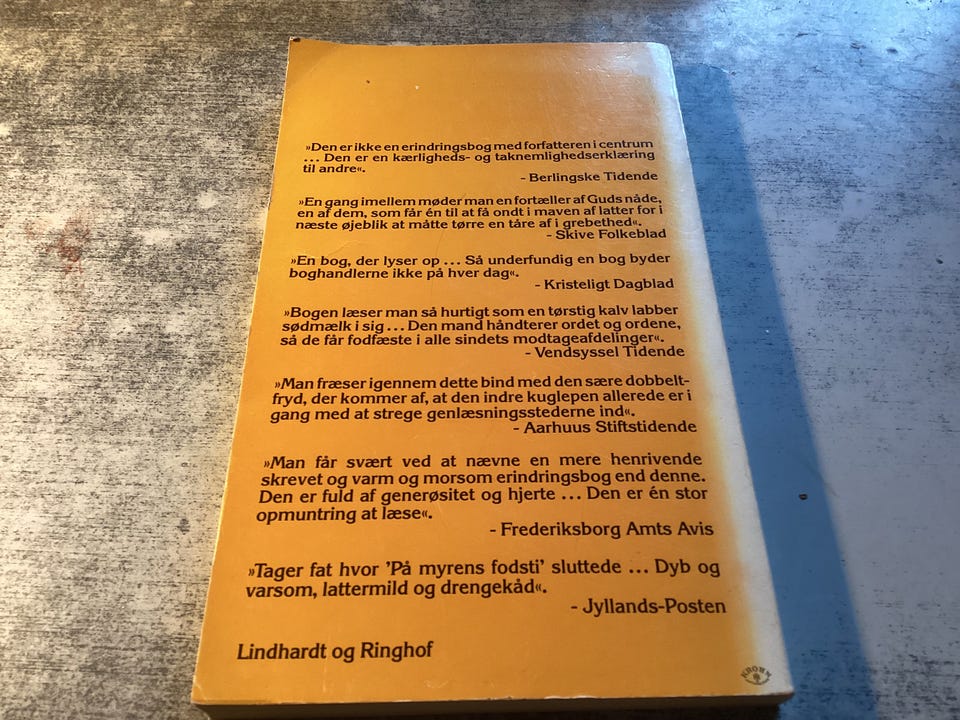 »Den er ikke en erindringsbog med forfatteren i centrum
... Den er en kærligheds- og taknemlighedserklæring
til andre«.
- Berlingske Tidende
»En gang imellem møder man en fortæller af Guds nåde,
en af dem, som får én til at få ondt i maven af latter for i
næste øjeblik at måtte tørre en tåre af i grebethed«.
- Skive Folkeblad
»En bog, der lyser op ... Så underfundig en bog byder
boghandlerne ikke på hver dag«.
- Kristeligt Dagblad
»Bogen læser man så hurtigt som en tørstig kalv labber
sødmælk i sig ... Den mand håndterer ordet og ordene,
så de får fodfæste i alle sindets modtageafdelinger«.
- Vendsyssel Tidende
»Man fræser igennem dette bind med den sære dobbelt-
fryd, der kommer af, at den indre kuglepen allerede er i
gang med at strege genlæsningsstederne ind«.
- Aarhuus Stiftstidende
»Man får svært ved at nævne en mere henrivende
skrevet og varm og morsom erindringsbog end denne.
Den er fuld af generøsitet og hjerte ... Den er én stor
opmuntring at læse«.
- Frederiksborg Amts Avis
»Tager fat hvor 'På myrens fodsti' sluttede ... Dyb og
varsom, lattermild og drengekåd«.
- Jyllands-Posten
Lindhardt og Ringhof